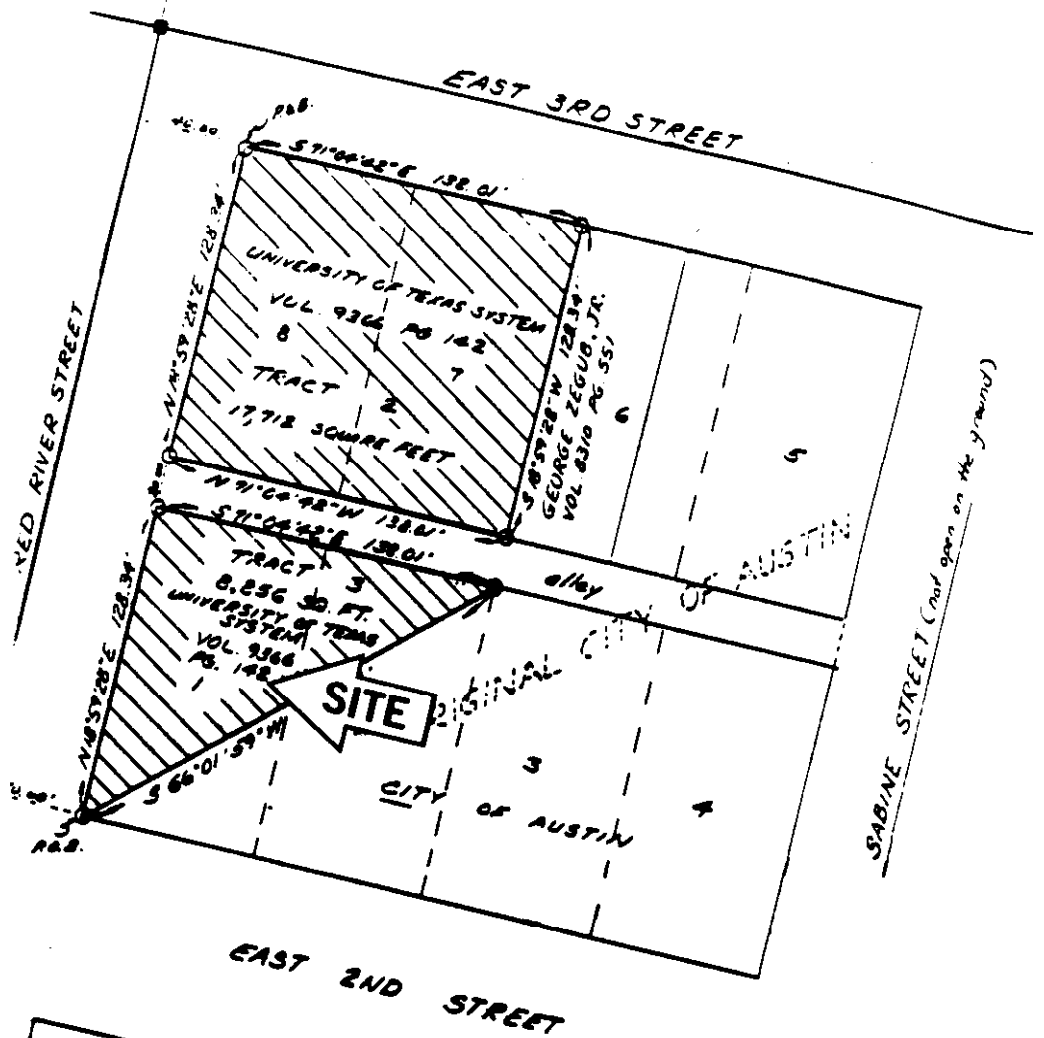 EAST 3RD STREET
P.O.B.
S 71°04'42"E 138.01'
N 18°59'28"E 128.34'
UNIVERSITY OF TEXAS SYSTEM
VOL. 9366 PG 142
8
7
TRACT 2
17,712 SQUARE FEET
S 18°59'28"W 128.34'
GEORGE ZEGUB, JR.
VOL 8310 PG 551
6
5
RED RIVER STREET
N 71°04'42"W 138.01'
S 71°04'42"E 138.01'
alley
TRACT 3
8,256 SQ. FT.
UNIVERSITY OF TEXAS
SYSTEM
VOL. 9366
PG. 142
N 18°59'28"E 128.34'
S 66°01'59"W
SITE
ORIGINAL CITY OF AUSTIN
3
4
CITY OF AUSTIN
SABINE STREET (not open on the ground)
P.O.B.
EAST 2ND STREET